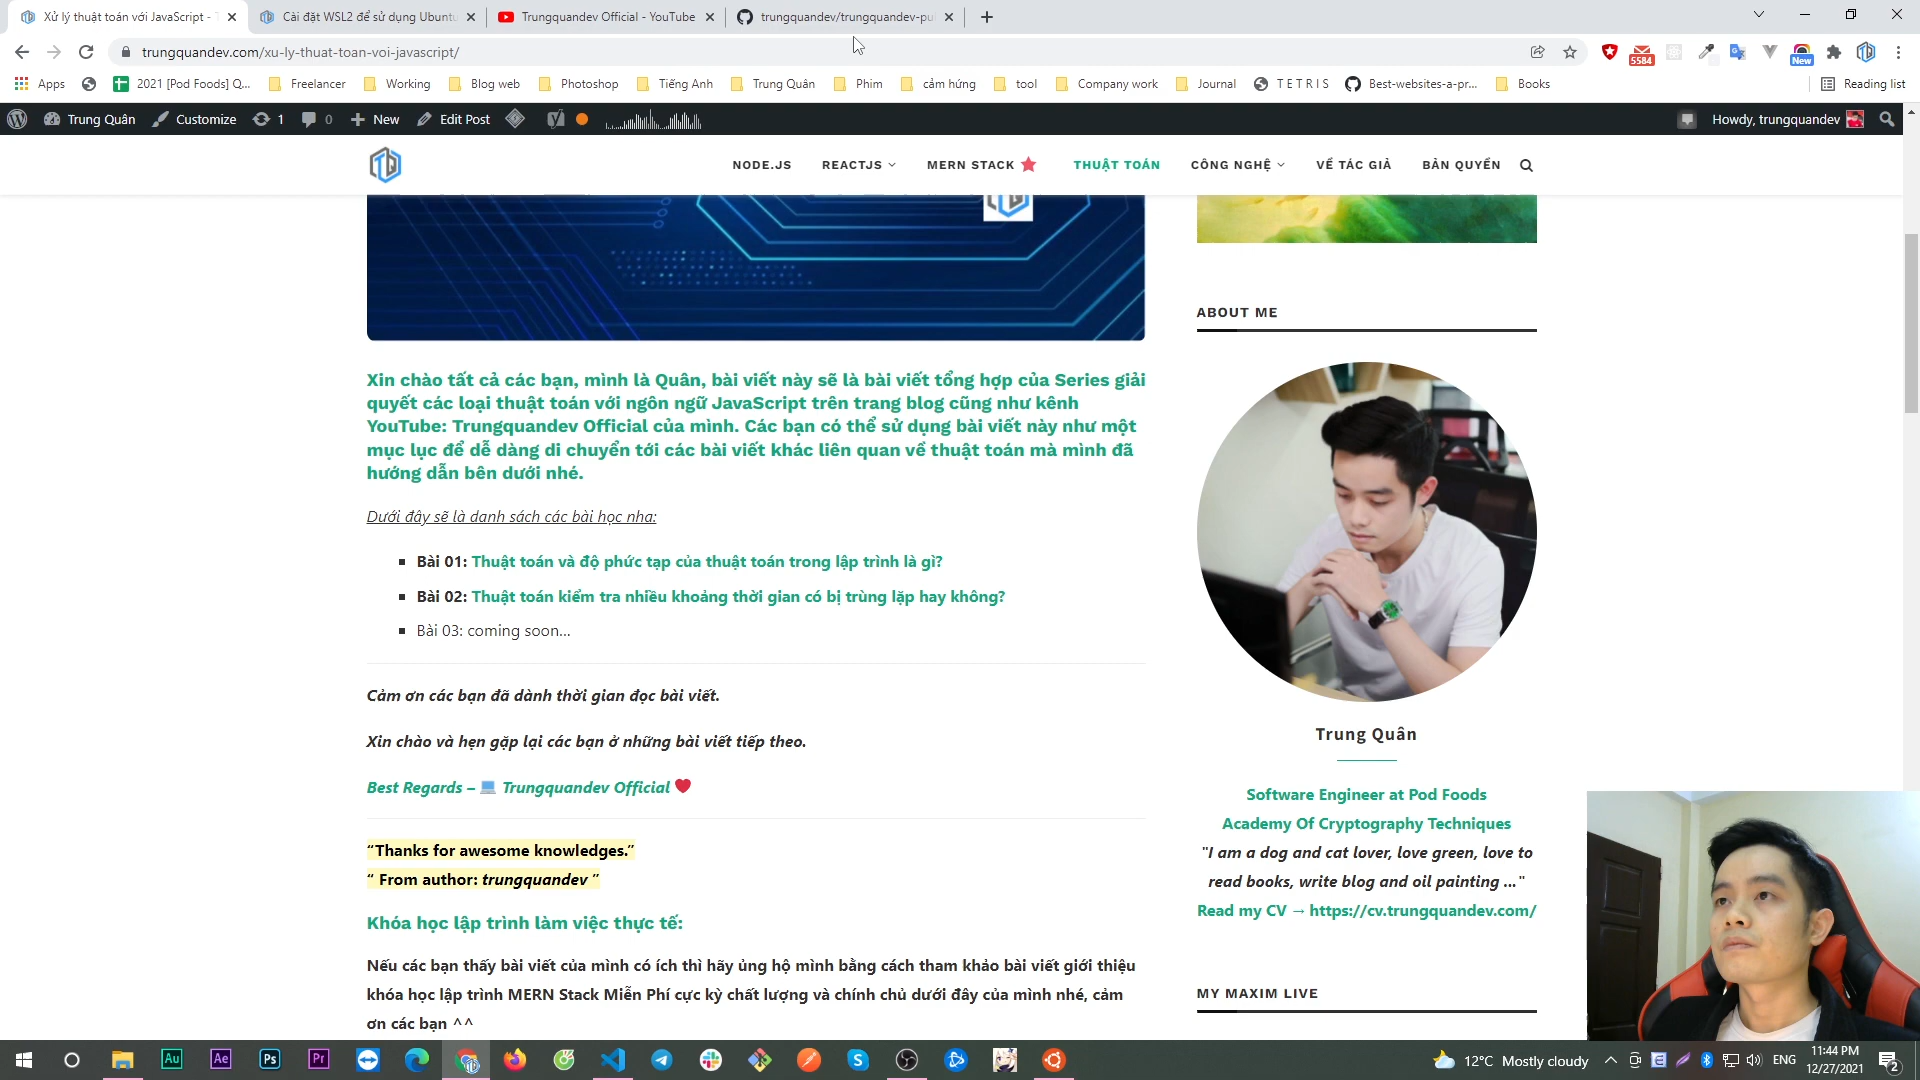 Xử lý thuật toán với JavaScript - T
Cài đặt WSL2 để sử dụng Ubuntu
Trungquandev Official - YouTube
trungquandev/trungquandev-pu
trungquandev.com/xu-ly-thuat-toan-voi-javascript/
5584
New
Apps
2021 [Pod Foods] Q...
Freelancer
Working
Blog web
Photoshop
Tiếng Anh
Trung Quân
Phim
cảm hứng
tool
Company work
Journal
T E T R I S
Best-websites-a-pr...
Books
Reading list
Trung Quân
Customize
1
0
New
Edit Post
Howdy, trungquandev
NODE.JS
REACTJS
MERN STACK
THUẬT TOÁN
CÔNG NGHỆ
VỀ TÁC GIẢ
BẢN QUYỀN
Xin chào tất cả các bạn, mình là Quân, bài viết này sẽ là bài viết tổng hợp của Series giải
quyết các loại thuật toán với ngôn ngữ JavaScript trên trang blog cũng như kênh
YouTube: Trungquandev Official của mình. Các bạn có thể sử dụng bài viết này như một
mục lục để dễ dàng di chuyển tới các bài viết khác liên quan về thuật toán mà mình đã
hướng dẫn bên dưới nhé.
Dưới đây sẽ là danh sách các bài học nha:
Bài 01: Thuật toán và độ phức tạp của thuật toán trong lập trình là gì?
Bài 02: Thuật toán kiểm tra nhiều khoảng thời gian có bị trùng lặp hay không?
Bài 03: coming soon...
Cảm ơn các bạn đã dành thời gian đọc bài viết.
Xin chào và hẹn gặp lại các bạn ở những bài viết tiếp theo.
Best Regards – 💻 Trungquandev Official ❤
“Thanks for awesome knowledges.”
“ From author: trungquandev ”
Khóa học lập trình làm việc thực tế:
Nếu các bạn thấy bài viết của mình có ích thì hãy ủng hộ mình bằng cách tham khảo bài viết giới thiệu
khóa học lập trình MERN Stack Miễn Phí cực kỳ chất lượng và chính chủ dưới đây của mình nhé, cảm
ơn các bạn ^^
ABOUT ME
Trung Quân
Software Engineer at Pod Foods
Academy Of Cryptography Techniques
"I am a dog and cat lover, love green, love to
read books, write blog and oil painting ..."
Read my CV → https://cv.trungquandev.com/
MY MAXIM LIVE
Au
Ae
Ps
Pr
12°C Mostly cloudy
ENG
11:44 PM
12/27/2021
2